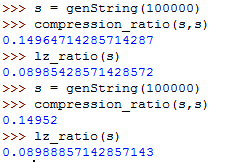 >>> s = genString(100000)
>>> compression_ratio(s,s)
0.14964714285714287
>>> lz_ratio(s)
0.08985428571428572
>>> s = genString(100000)
>>> compression_ratio(s,s)
0.14952
>>> lz_ratio(s)
0.08988857142857143